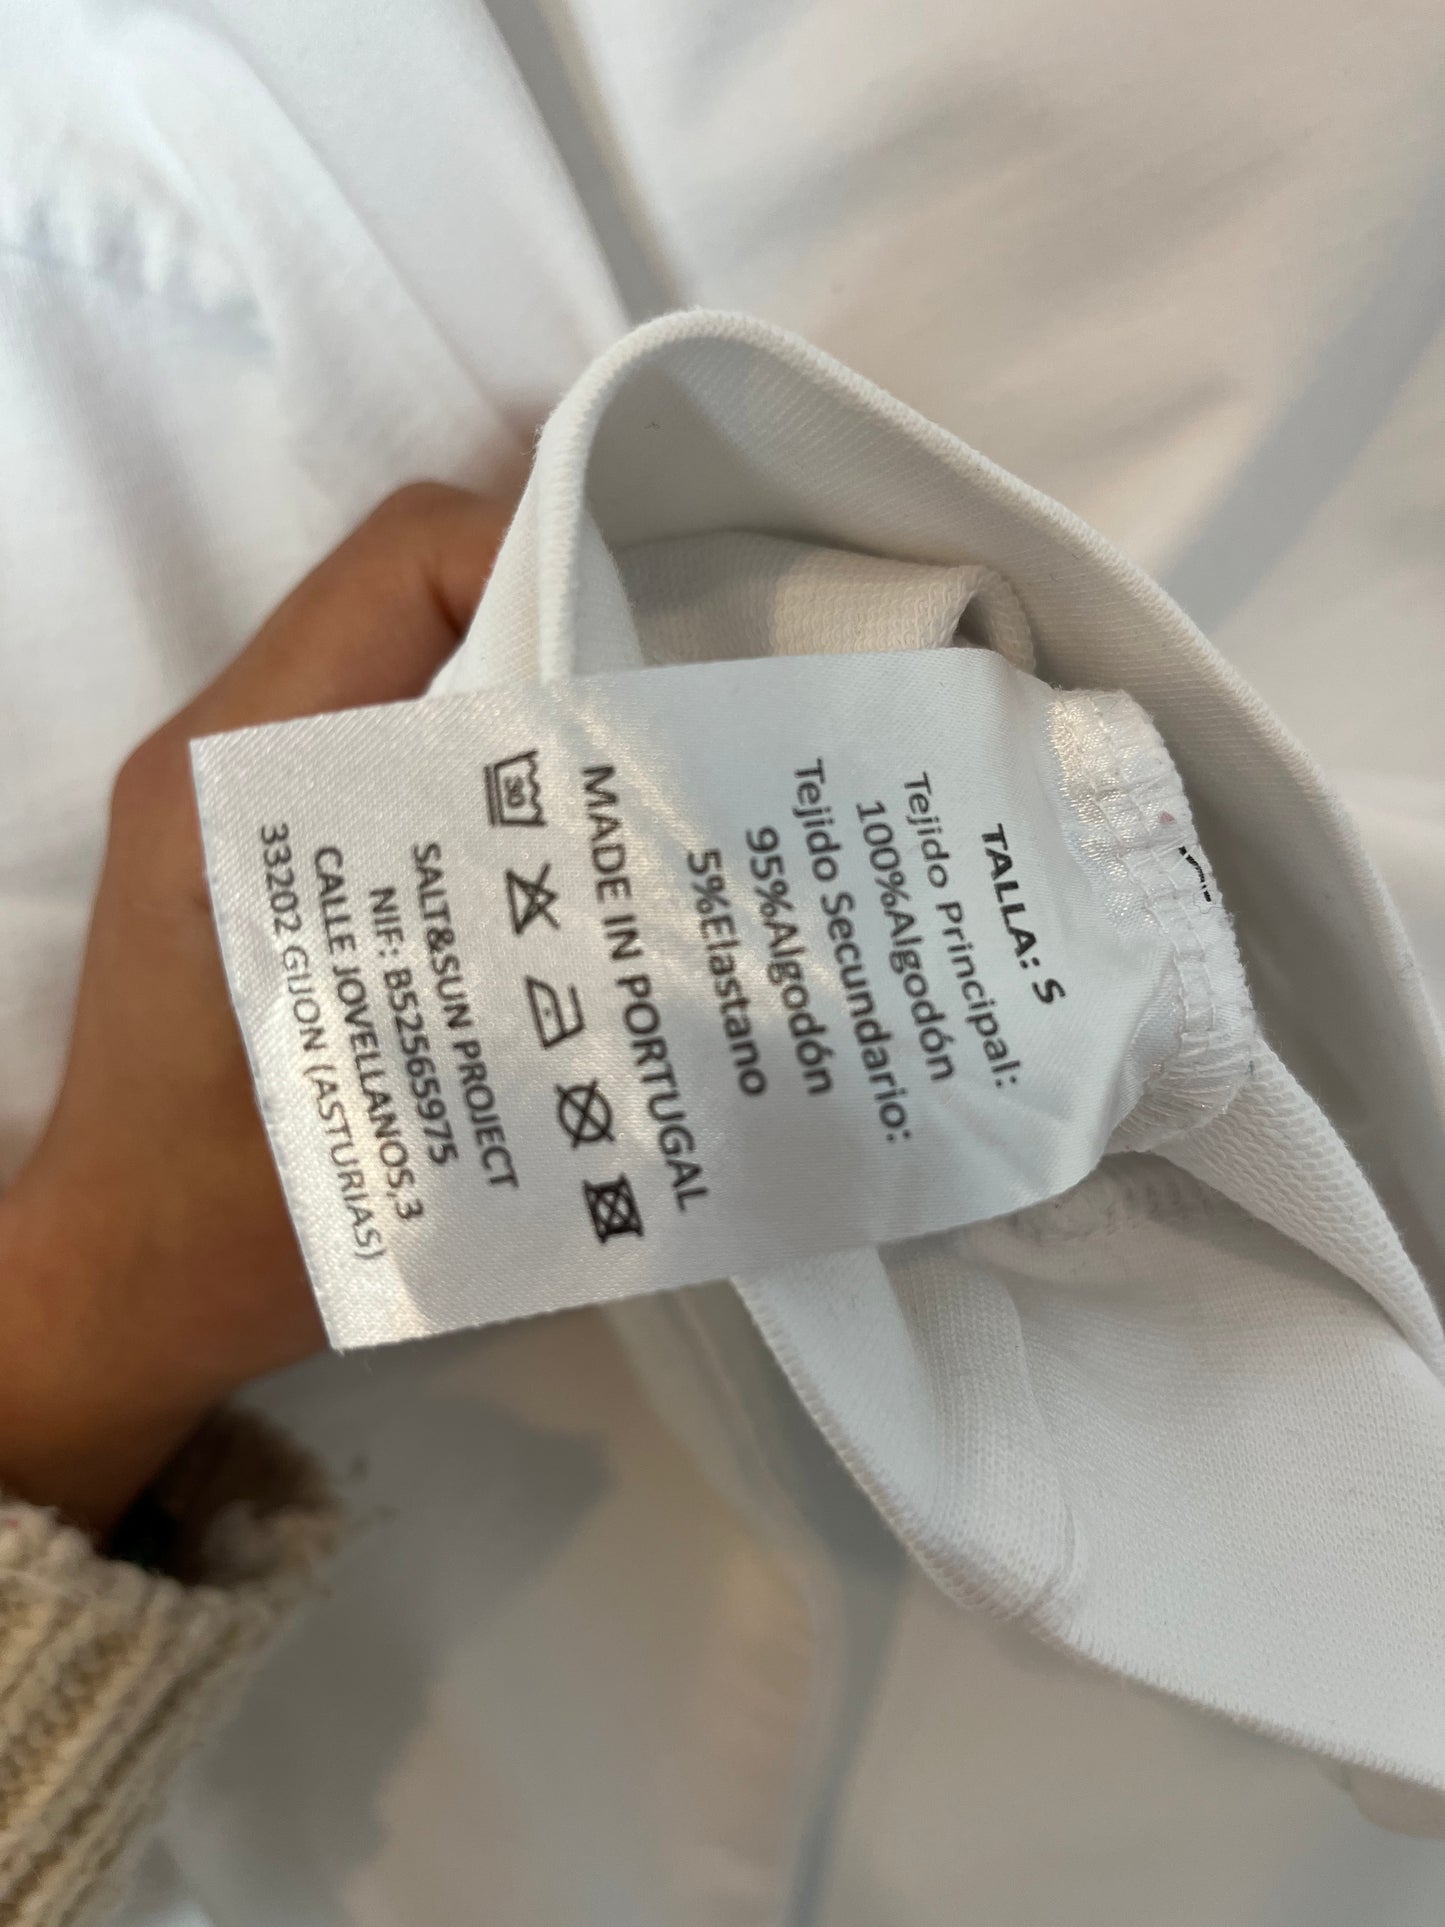 TALLA: S
Tejido Principal:
100%Algodón
Tejido Secundario:
95%Algodón
5%Elastano
MADE IN PORTUGAL
30
SALT&SUN PROJECT
NIF: B52565975
CALLE JOVELLANOS,3
33202 GIJON (ASTURIAS)